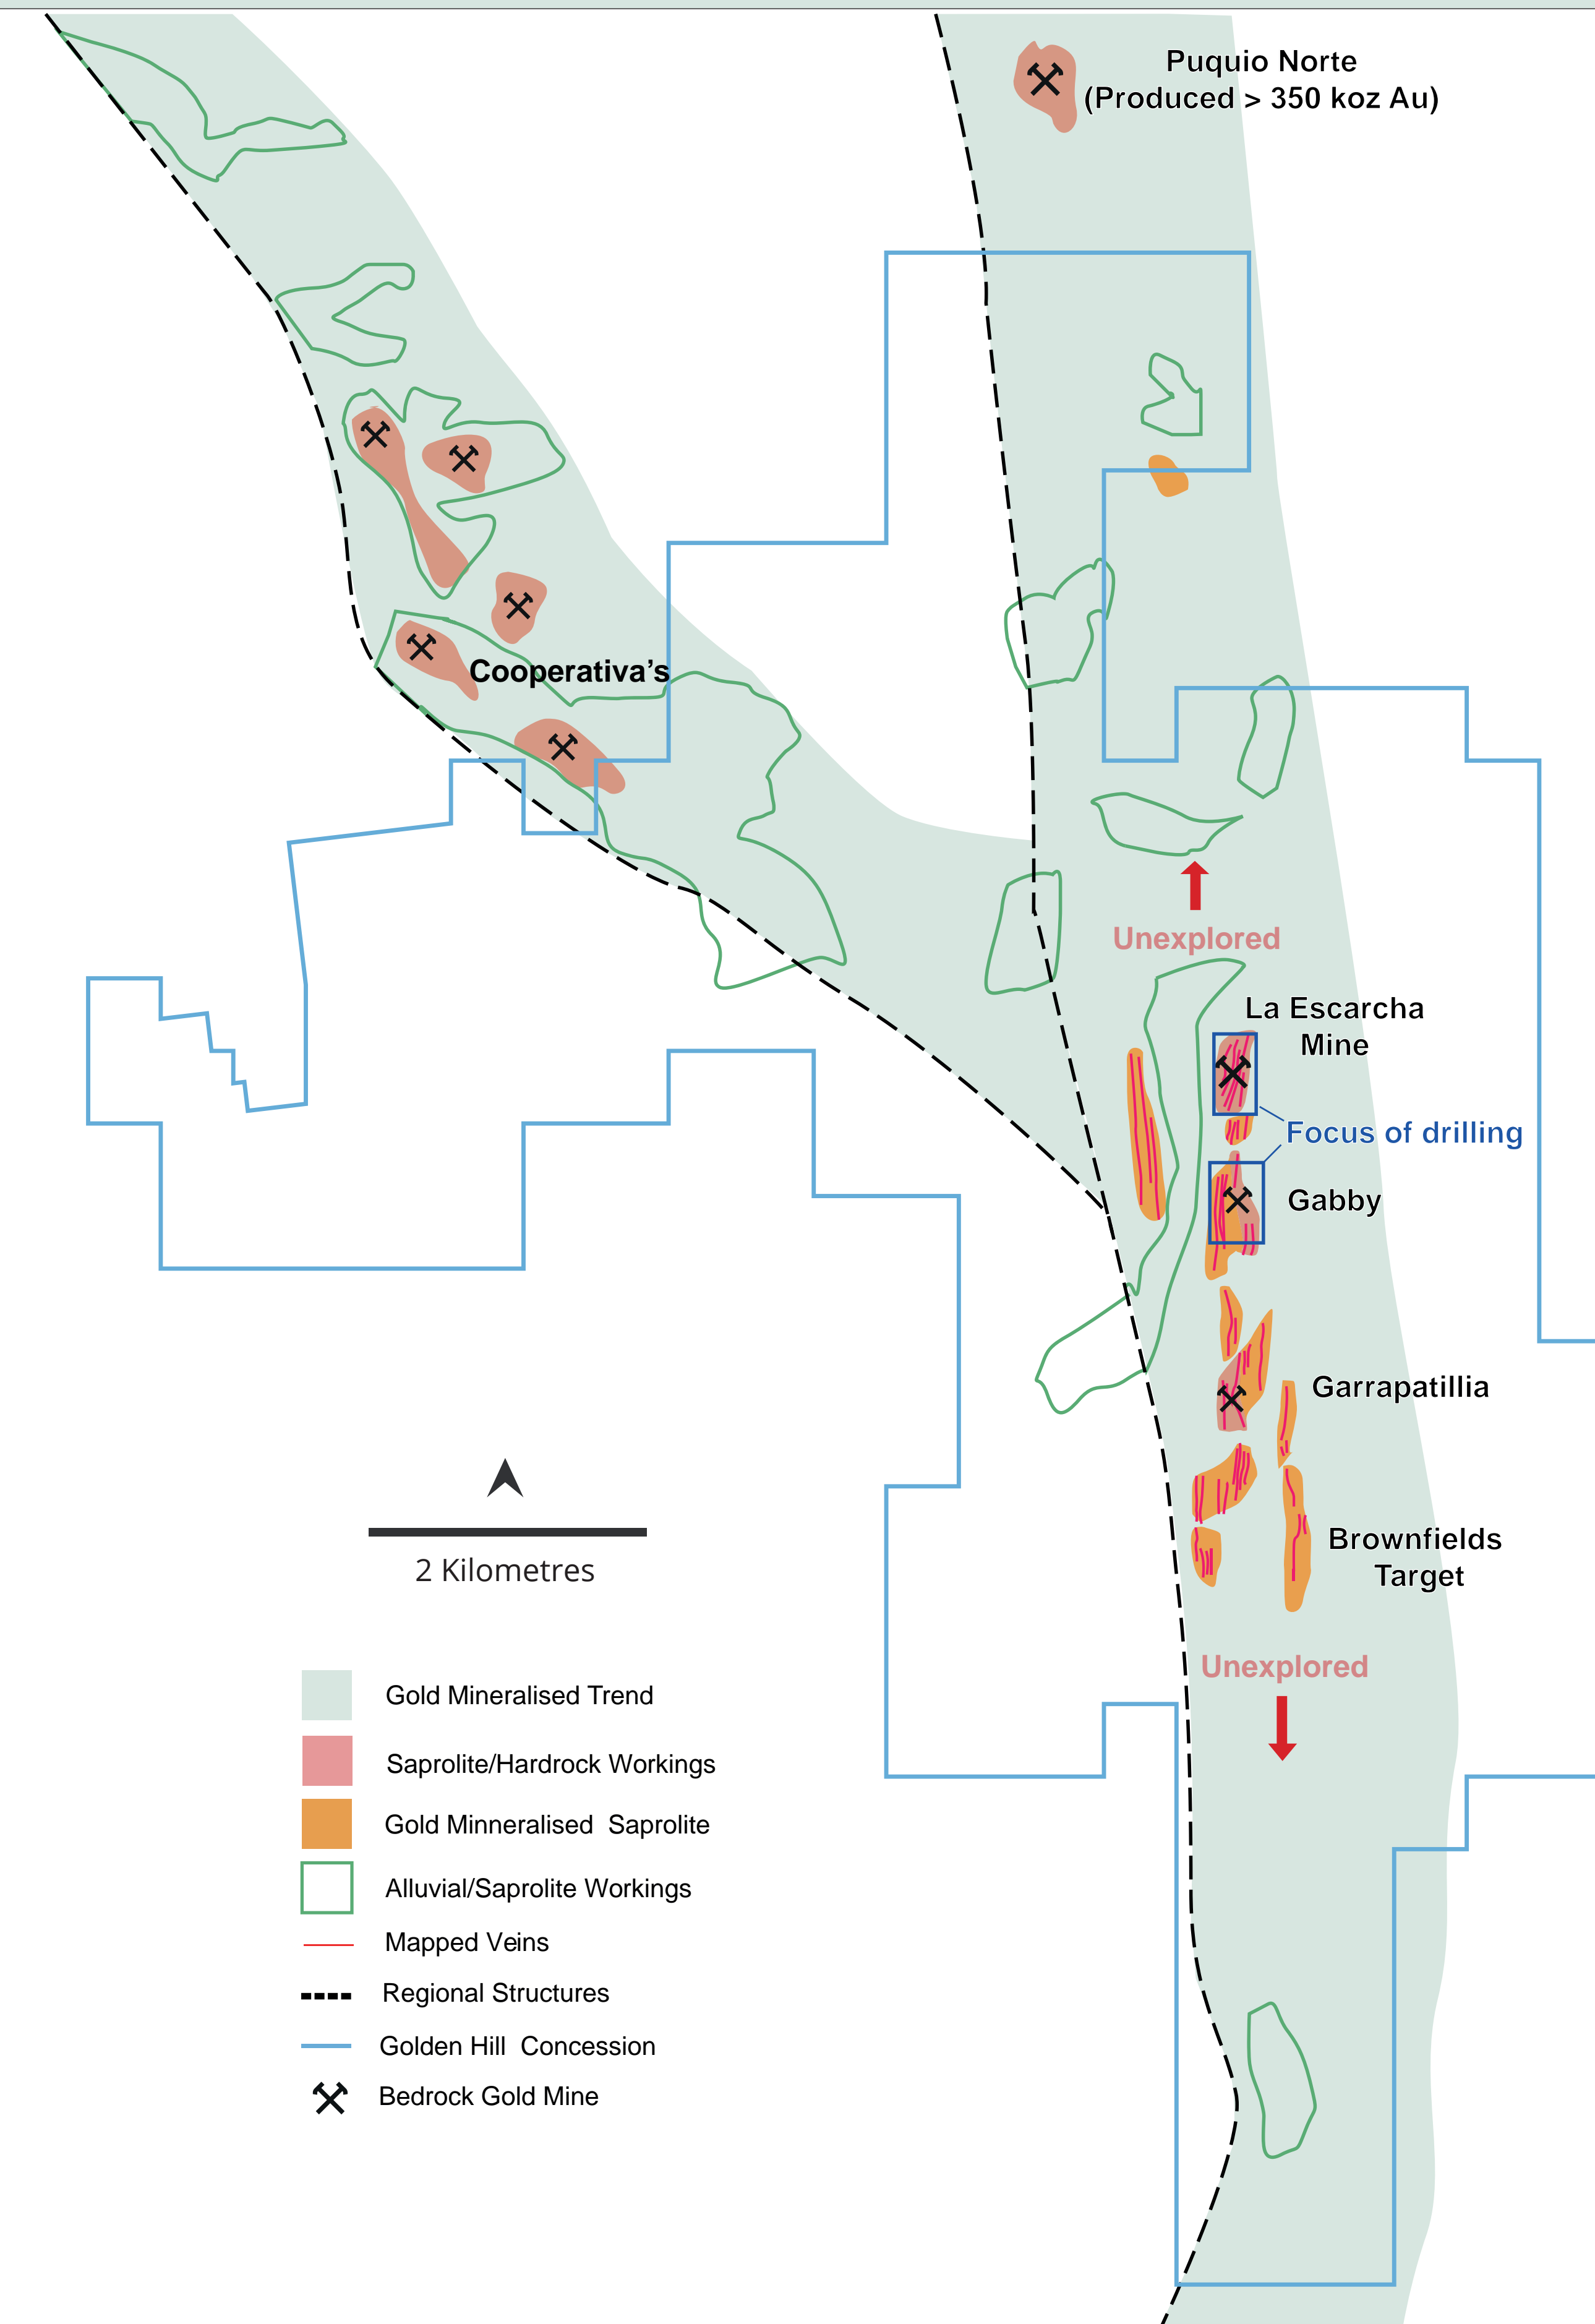 Puquio Norte
(Produced > 350 koz Au)
Cooperativa's
Unexplored
La Escarcha
Mine
Focus of drilling
Gabby
Garrapatillia
Brownfields
Target
Unexplored
2 Kilometres
Gold Mineralised Trend
Saprolite/Hardrock Workings
Gold Minneralised Saprolite
Alluvial/Saprolite Workings
Mapped Veins
Regional Structures
Golden Hill Concession
Bedrock Gold Mine